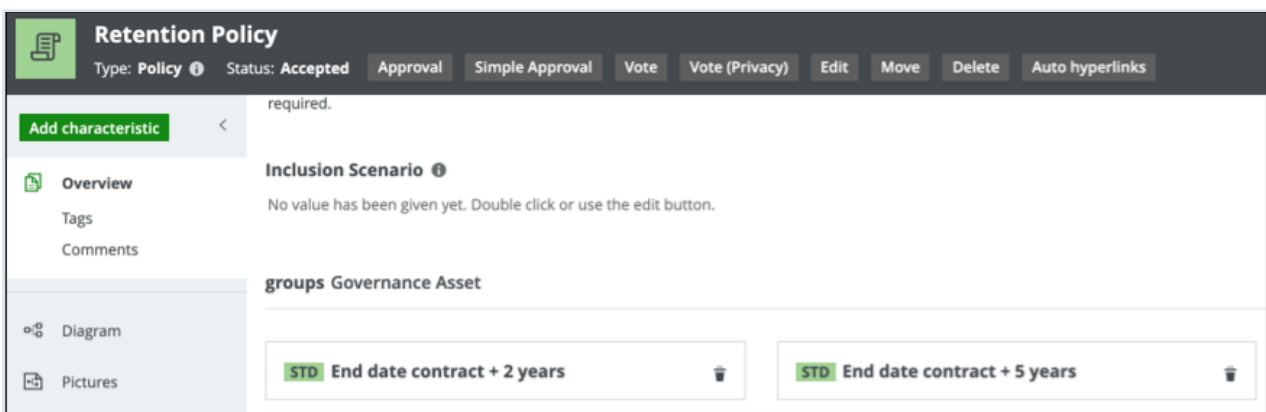 Retention Policy
Type: Policy Status: Accepted Approval Simple Approval Vote Vote (Privacy) Edit Move Delete Auto hyperlinks
Add characteristic
Overview
Tags
Comments
Diagram
Pictures
required.
Inclusion Scenario
No value has been given yet. Double click or use the edit button.
groups Governance Asset
STD End date contract + 2 years
STD End date contract + 5 years